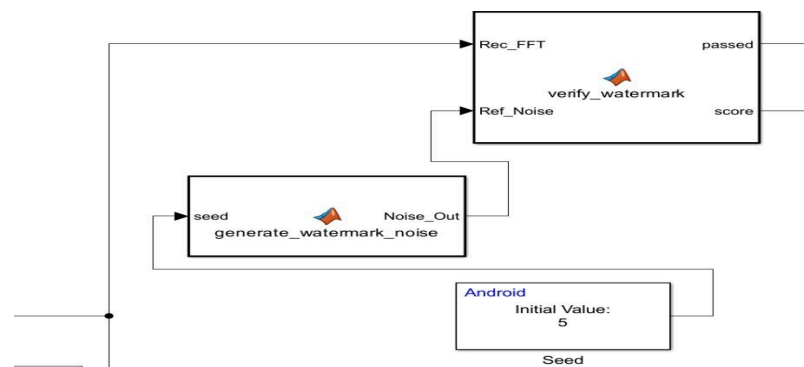 Rec_FFT
passed
verify_watermark
Ref_Noise
score
seed
Noise_Out
generate_watermark_noise
Android
Initial Value:
5
Seed